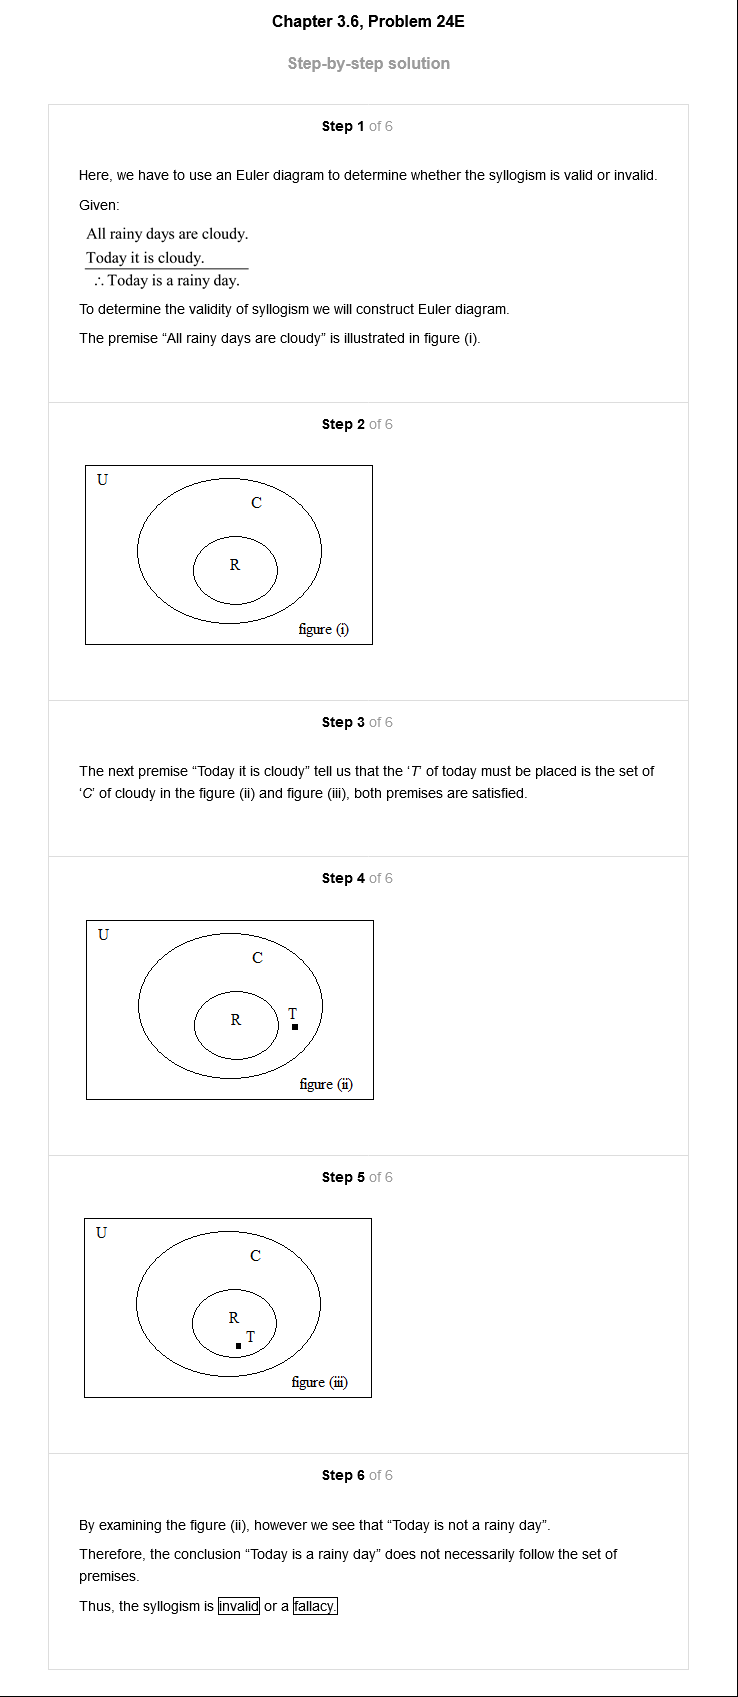 Chapter 3.6, Problem 24E
Step-by-step solution
Step 1 of 6
Here, we have to use an Euler diagram to determine whether the syllogism is valid or invalid.
Given:
All rainy days are cloudy.
Today it is cloudy.
∴ Today is a rainy day.
To determine the validity of syllogism we will construct Euler diagram.
The premise “All rainy days are cloudy” is illustrated in figure (i).
Step 2 of 6
U
C
R
figure (i)
Step 3 of 6
The next premise “Today it is cloudy” tell us that the ‘T’ of today must be placed is the set of
‘C’ of cloudy in the figure (ii) and figure (iii), both premises are satisfied.
Step 4 of 6
U
C
T
R
figure (ii)
Step 5 of 6
U
C
R
T
figure (iii)
Step 6 of 6
By examining the figure (ii), however we see that “Today is not a rainy day”.
Therefore, the conclusion “Today is a rainy day” does not necessarily follow the set of
premises.
Thus, the syllogism is invalid or a fallacy.